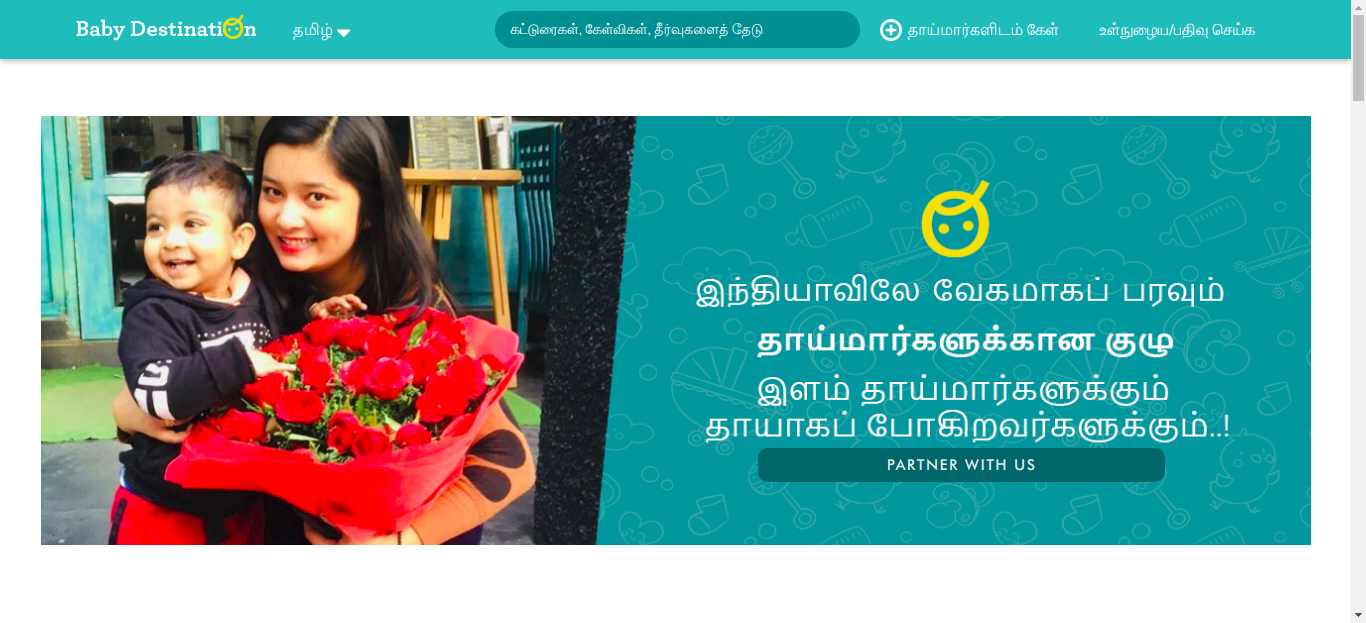 Baby Destination
தமிழ்
கட்டுரைகள், கேள்விகள், தீர்வுகளைத் தேடு
தாய்மார்களிடம் கேள்
உள்நுழைய/பதிவு செய்க
இந்தியாவிலே வேகமாகப் பரவும்
தாய்மார்களுக்கான குழு
இளம் தாய்மார்களுக்கும்
தாயாகப் போகிறவர்களுக்கும்..!
PARTNER WITH US